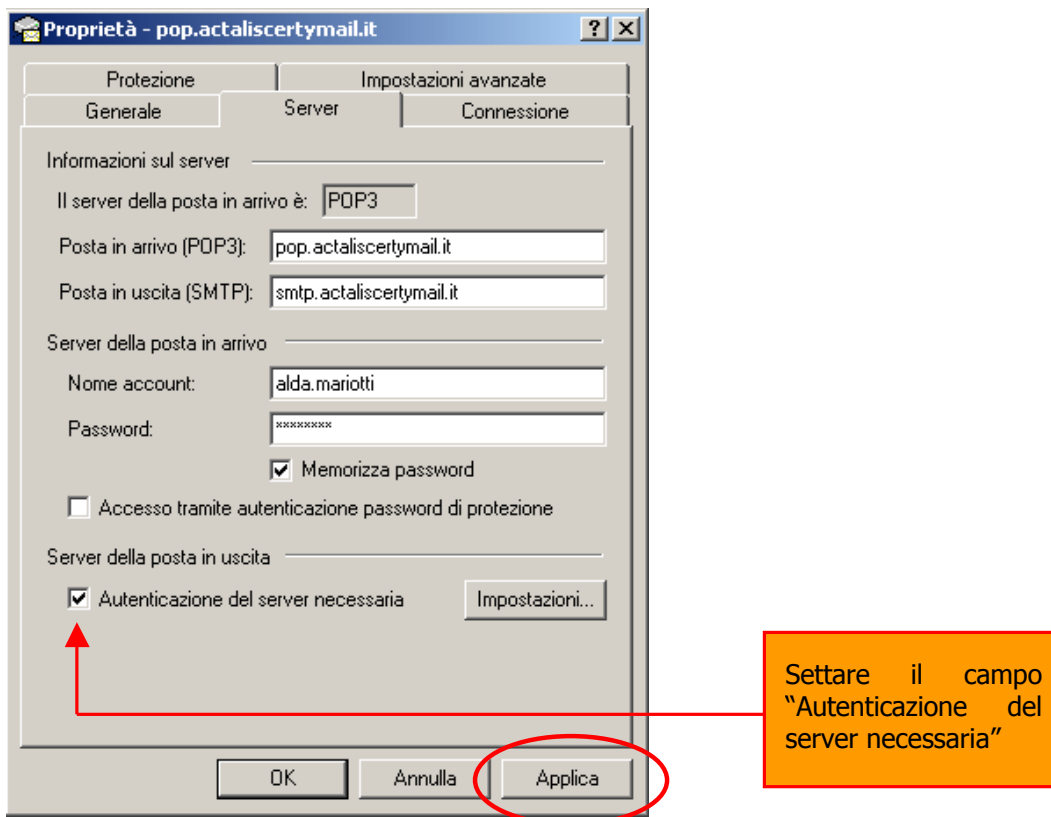 Proprietà - pop.actaliscertymail.it
Protezione
Impostazioni avanzate
Generale
Server
Connessione
Informazioni sul server
Il server della posta in arrivo è: POP3
Posta in arrivo (POP3): pop.actaliscertymail.it
Posta in uscita (SMTP): smtp.actaliscertymail.it
Server della posta in arrivo
Nome account: alda.mariotti
Password: ********
Memorizza password
Accesso tramite autenticazione password di protezione
Server della posta in uscita
Autenticazione del server necessaria
Impostazioni...
OK
Annulla
Applica
Settare il campo
“Autenticazione del
server necessaria”